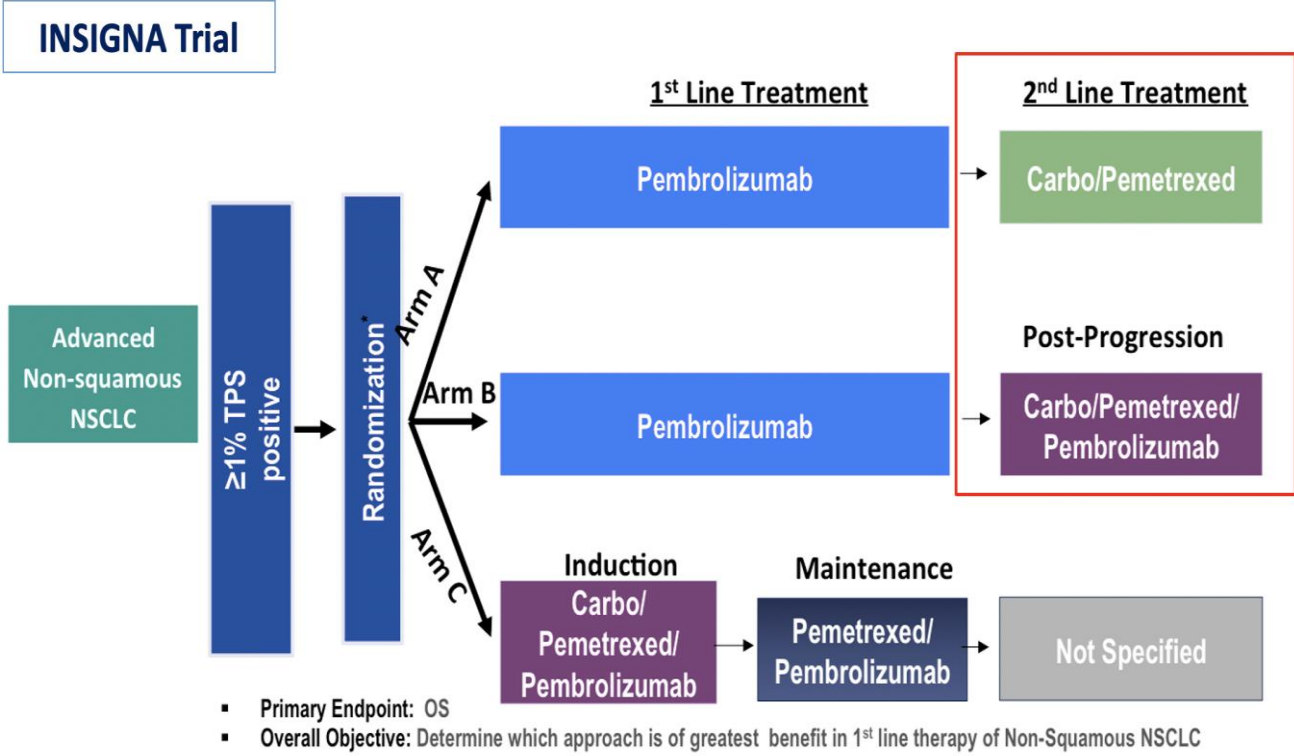 INSIGNA Trial
1st Line Treatment
2nd Line Treatment
Pembrolizumab
Carbo/Pemetrexed
Advanced
Non-squamous
NSCLC
≥1% TPS
positive
Randomization*
Arm A
Arm B
Arm C
Post-Progression
Pembrolizumab
Carbo/Pemetrexed/
Pembrolizumab
Induction
Maintenance
Carbo/
Pemetrexed/
Pembrolizumab
Pemetrexed/
Pembrolizumab
Not Specified
▪ Primary Endpoint: OS
▪ Overall Objective: Determine which approach is of greatest benefit in 1st line therapy of Non-Squamous NSCLC